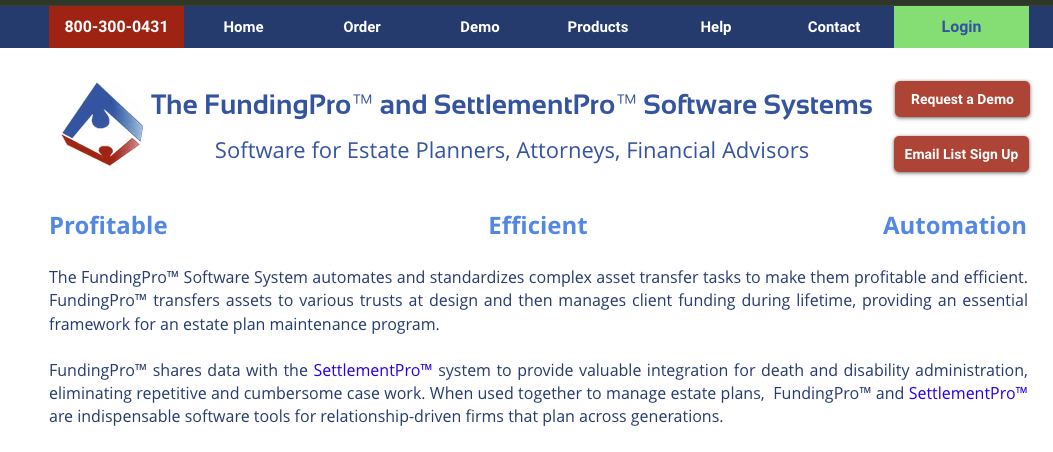 800-300-0431 Home Order Demo Products Help Contact Login
The FundingPro™ and SettlementPro™ Software Systems
Request a Demo
Software for Estate Planners, Attorneys, Financial Advisors
Email List Sign Up
Profitable Efficient Automation
The FundingPro™ Software System automates and standardizes complex asset transfer tasks to make them profitable and efficient.
FundingPro™ transfers assets to various trusts at design and then manages client funding during lifetime, providing an essential
framework for an estate plan maintenance program.
FundingPro™ shares data with the SettlementPro™ system to provide valuable integration for death and disability administration,
eliminating repetitive and cumbersome case work. When used together to manage estate plans, FundingPro™ and SettlementPro™
are indispensable software tools for relationship-driven firms that plan across generations.